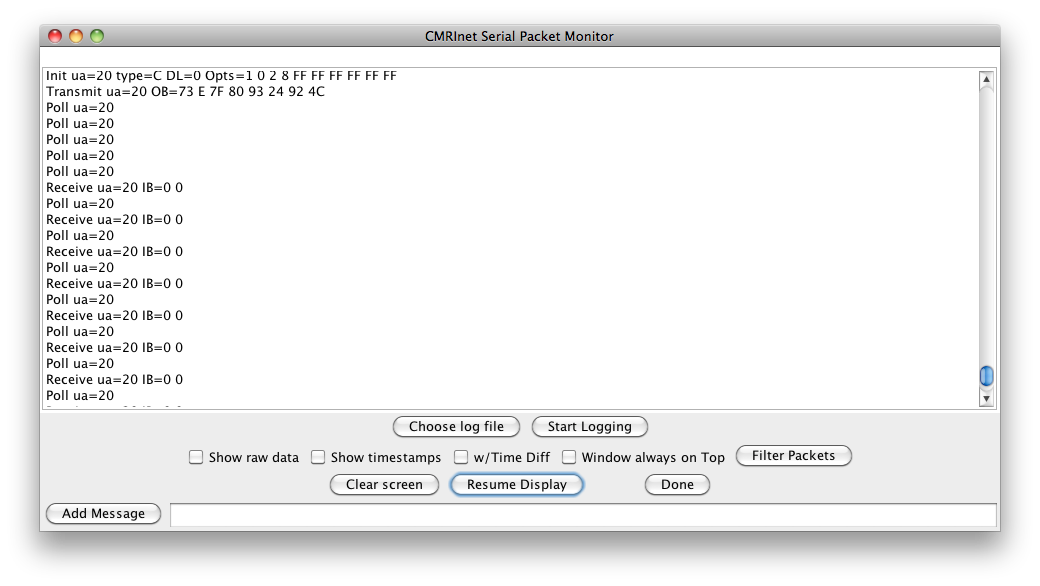 CMRInet Serial Packet Monitor
Init ua=20 type=C DL=0 Opts=1 0 2 8 FF FF FF FF FF FF
Transmit ua=20 OB=73 E 7F 80 93 24 92 4C
Poll ua=20
Poll ua=20
Poll ua=20
Poll ua=20
Poll ua=20
Receive ua=20 IB=0 0
Poll ua=20
Receive ua=20 IB=0 0
Poll ua=20
Receive ua=20 IB=0 0
Poll ua=20
Receive ua=20 IB=0 0
Poll ua=20
Receive ua=20 IB=0 0
Poll ua=20
Receive ua=20 IB=0 0
Poll ua=20
Receive ua=20 IB=0 0
Poll ua=20
Choose log file Start Logging
Show raw data Show timestamps w/Time Diff Window always on Top Filter Packets
Clear screen Resume Display Done
Add Message